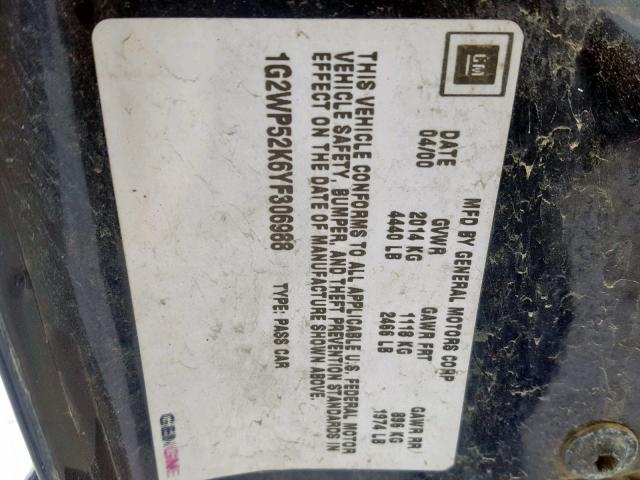 GM
MFD BY GENERAL MOTORS CORP
DATE GVWR GAWR FRT GAWR RR
04/00 2014 KG 1118 KG 896 KG
4440 LB 2466 LB 1974 LB
THIS VEHICLE CONFORMS TO ALL APPLICABLE U.S. FEDERAL MOTOR
VEHICLE SAFETY, BUMPER, AND THEFT PREVENTION STANDARDS IN
EFFECT ON THE DATE OF MANUFACTURE SHOWN ABOVE.
1G2WP52K6YF306988 TYPE: PASS CAR